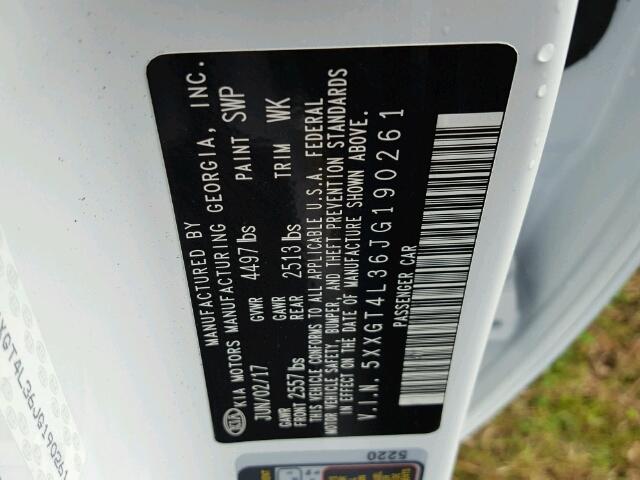 KIA
MANUFACTURED BY
KIA MOTORS MANUFACTURING GEORGIA, INC.
JUN/02/17 GVWR 4497lbs PAINT SWP
GAWR FRONT 2557lbs GAWR REAR 2513lbs TRIM WK
THIS VEHICLE CONFORMS TO ALL APPLICABLE U.S.A. FEDERAL
MOTOR VEHICLE SAFETY, BUMPER, AND THEFT PREVENTION STANDARDS
IN EFFECT ON THE DATE OF MANUFACTURE SHOWN ABOVE.
V.I.N. 5XXGT4L36JG190261
PASSENGER CAR
5220
XXGT4L36JG190261